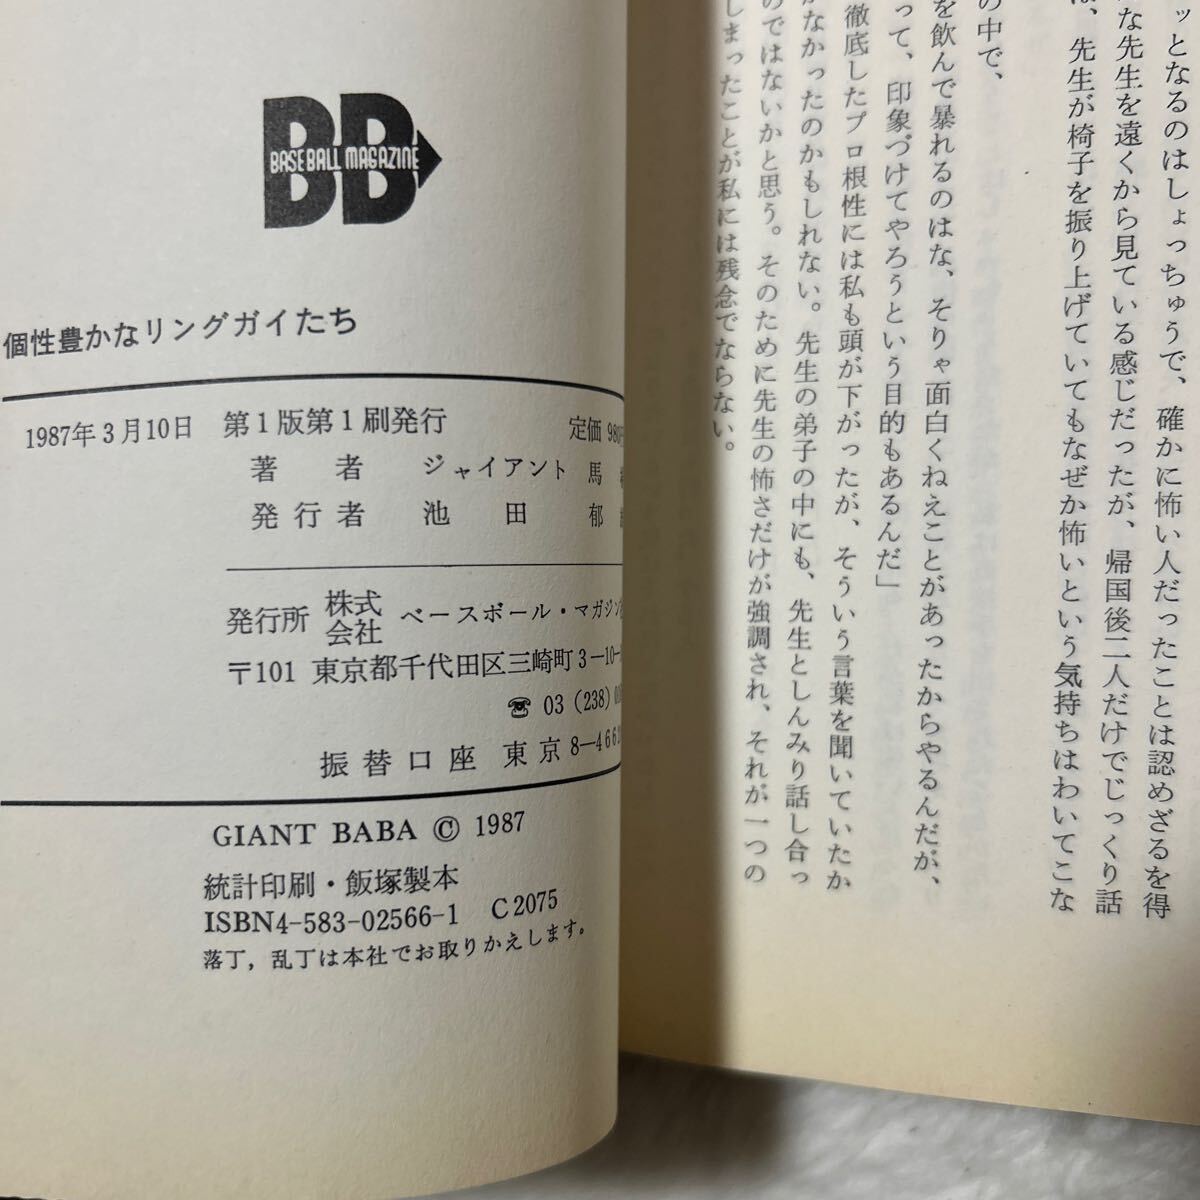 ッとなるのはしょっちゅうで、確かに怖い人だったことは認めざるを得
な先生を遠くから見ている感じだったが、帰国後二人だけでじっくり話
、先生が椅子を振り上げていてもなぜか怖いという気持ちはわいてこな
の中で、
を飲んで暴れるのはな、そりゃ面白くねえことがあったからやるんだが、
って、印象づけてやろうという目的もあるんだ」
徹底したプロ根性には私も頭が下がったが、そういう言葉を聞いていたか
がなかったのかもしれない。先生の弟子の中にも、先生としんみり話し合っ
のではないかと思う。そのために先生の怖さだけが強調され、それが一つの
しまったことが私には残念でならない。
BB
BASEBALL MAGAZINE
個性豊かなリングガイたち
1987年3月10日 第1版第1刷発行 定価980
著者 ジャイアント馬
発行者 池田郁
発行所 株式会社 ベースボール・マガジン
〒101 東京都千代田区三崎町3―10―
☎ 03 (238)
振替口座 東京8―4662
GIANT BABA © 1987
統計印刷・飯塚製本
ISBN4-583-02566-1 C2075
落丁，乱丁は本社でお取りかえします。